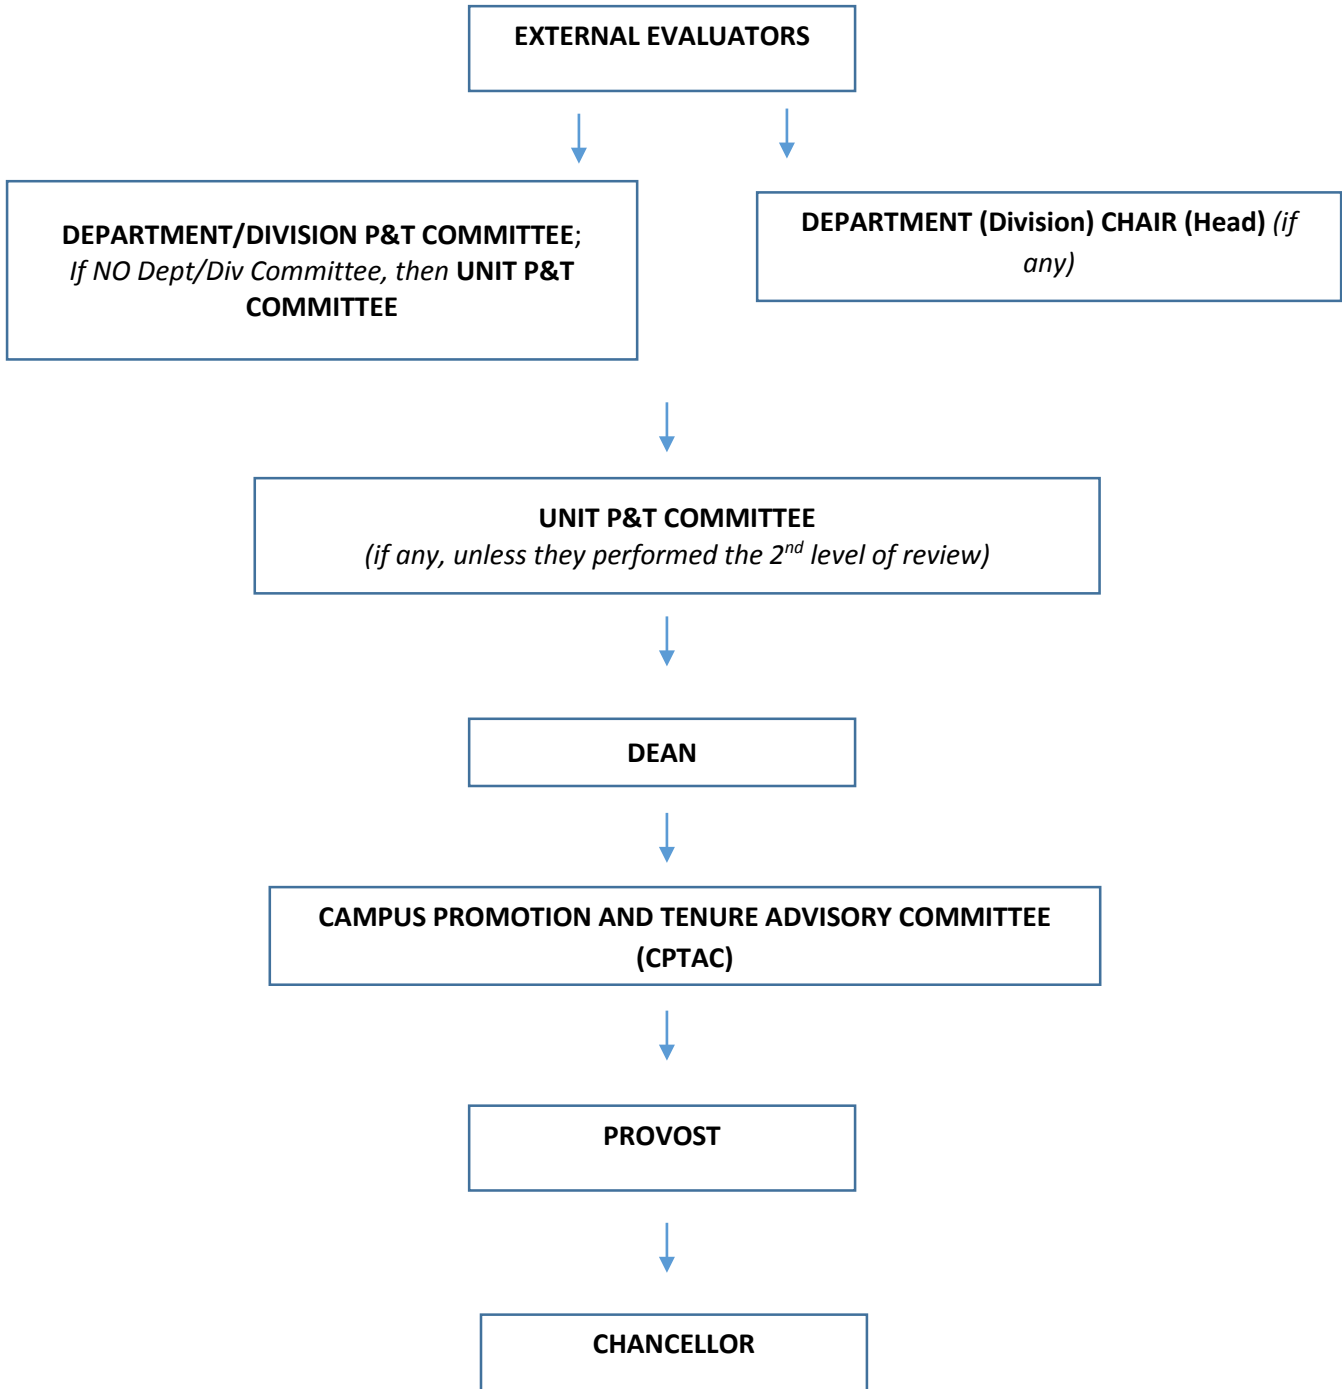 EXTERNAL EVALUATORS
DEPARTMENT/DIVISION P&T COMMITTEE;
If NO Dept/Div Committee, then UNIT P&T
COMMITTEE
DEPARTMENT (Division) CHAIR (Head) (if
any)
UNIT P&T COMMITTEE
(if any, unless they performed the 2nd level of review)
DEAN
CAMPUS PROMOTION AND TENURE ADVISORY COMMITTEE
(CPTAC)
PROVOST
CHANCELLOR